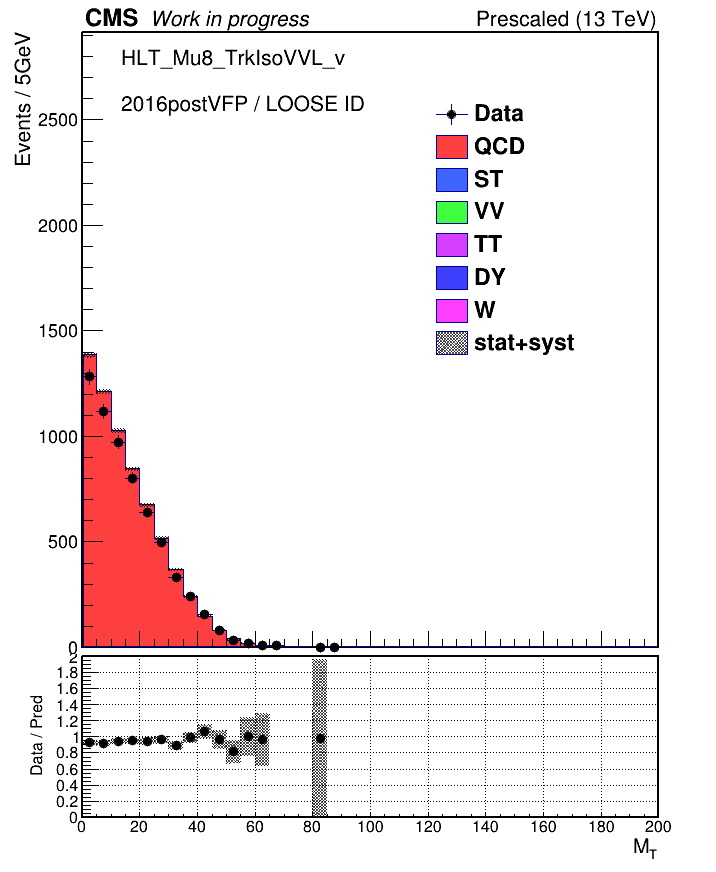 CMS Work in progress Prescaled (13 TeV)
Events / 5GeV
HLT_Mu8_TrkIsoVVL_v
2016postVFP / LOOSE ID
Data
QCD
ST
VV
TT
DY
W
stat+syst
2500
2000
1500
1000
500
0
Data / Pred
2
1.8
1.6
1.4
1.2
1
0.8
0.6
0.4
0.2
0
0 20 40 60 80 100 120 140 160 180 200
M_T